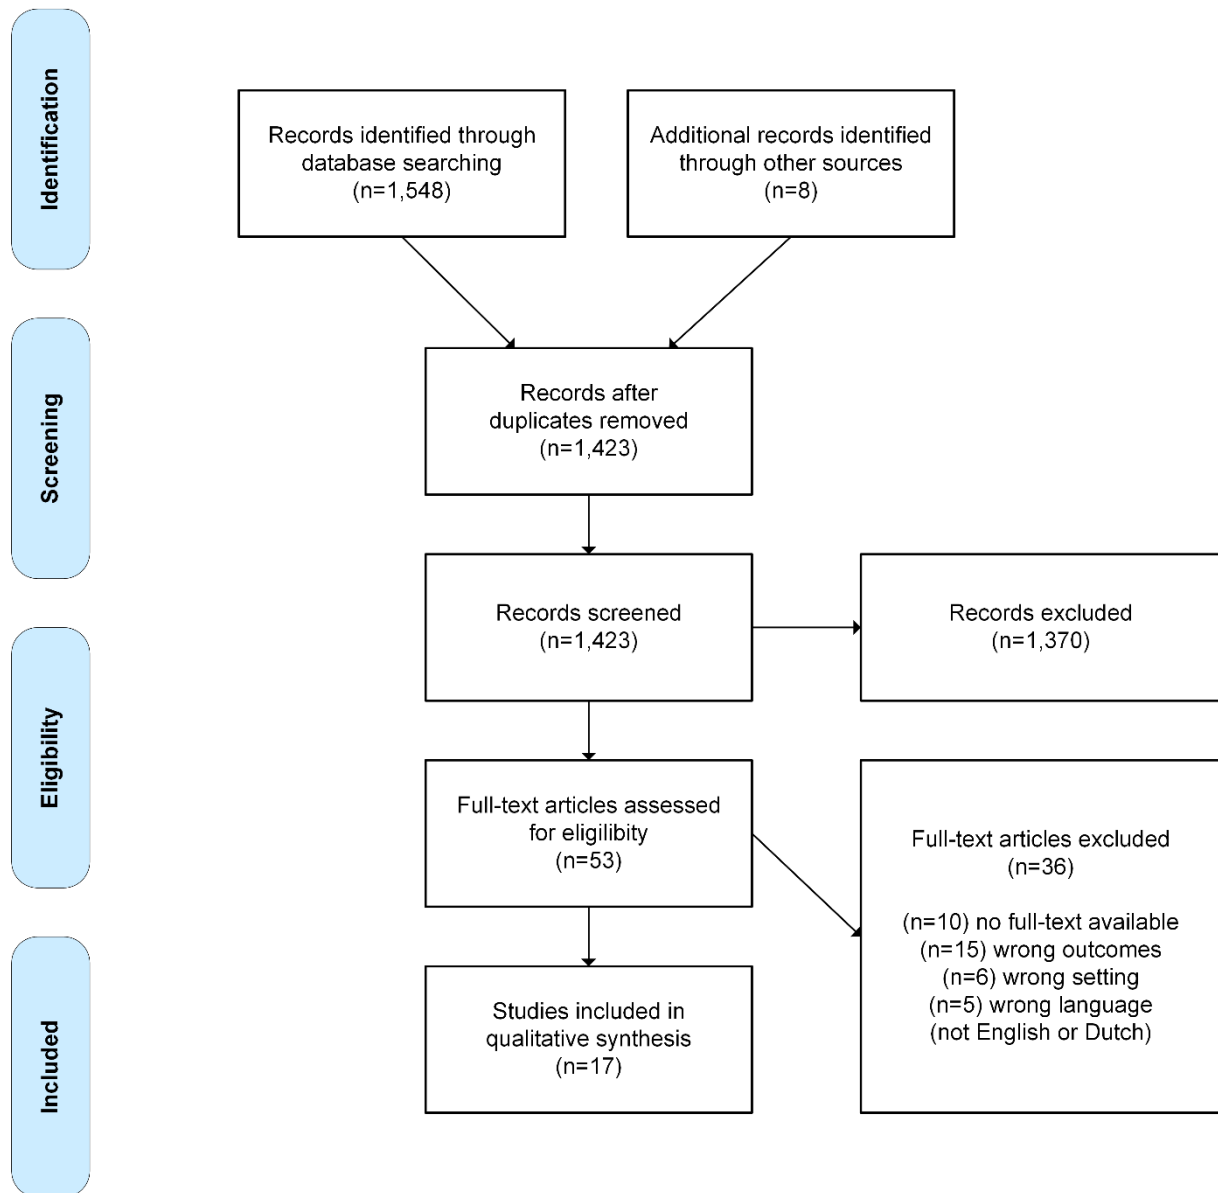 Identification
Records identified through
database searching
(n=1,548)
Additional records identified
through other sources
(n=8)
Screening
Records after
duplicates removed
(n=1,423)
Records screened
(n=1,423)
Records excluded
(n=1,370)
Eligibility
Full-text articles assessed
for eligilibity
(n=53)
Full-text articles excluded
(n=36)
(n=10) no full-text available
(n=15) wrong outcomes
(n=6) wrong setting
(n=5) wrong language
(not English or Dutch)
Included
Studies included in
qualitative synthesis
(n=17)